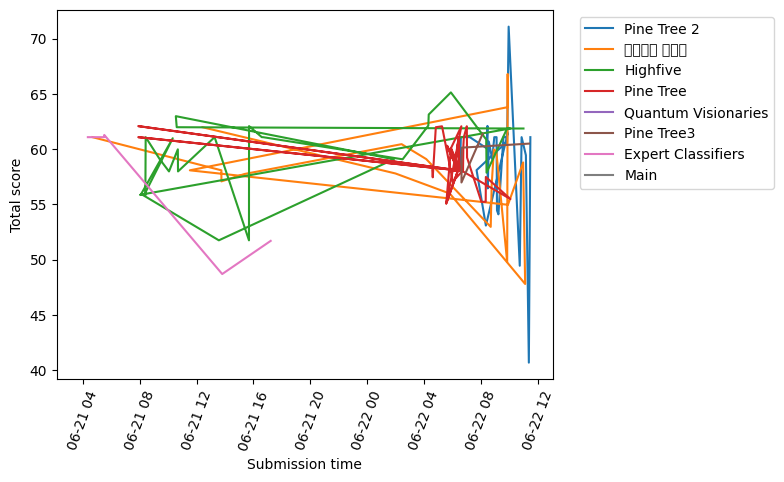 70
65
60
55
50
45
40
Total score
06-21 04
06-21 08
06-21 12
06-21 16
06-21 20
06-22 00
06-22 04
06-22 08
06-22 12
Submission time
Pine Tree 2
Highfive
Pine Tree
Quantum Visionaries
Pine Tree3
Expert Classifiers
Main